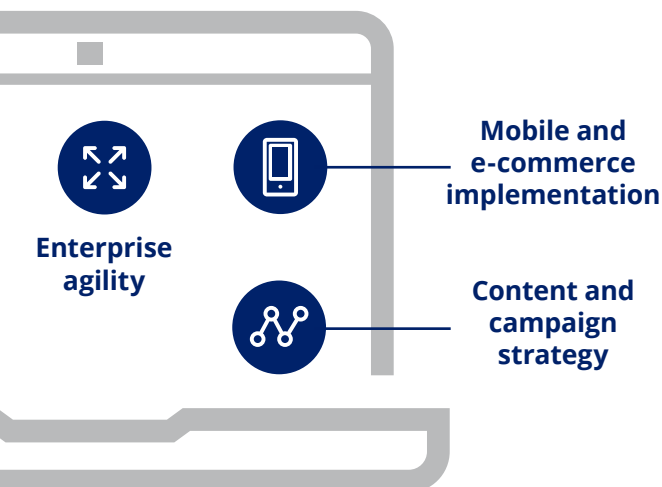 Enterprise
agility
Mobile and
e-commerce
implementation
Content and
campaign
strategy